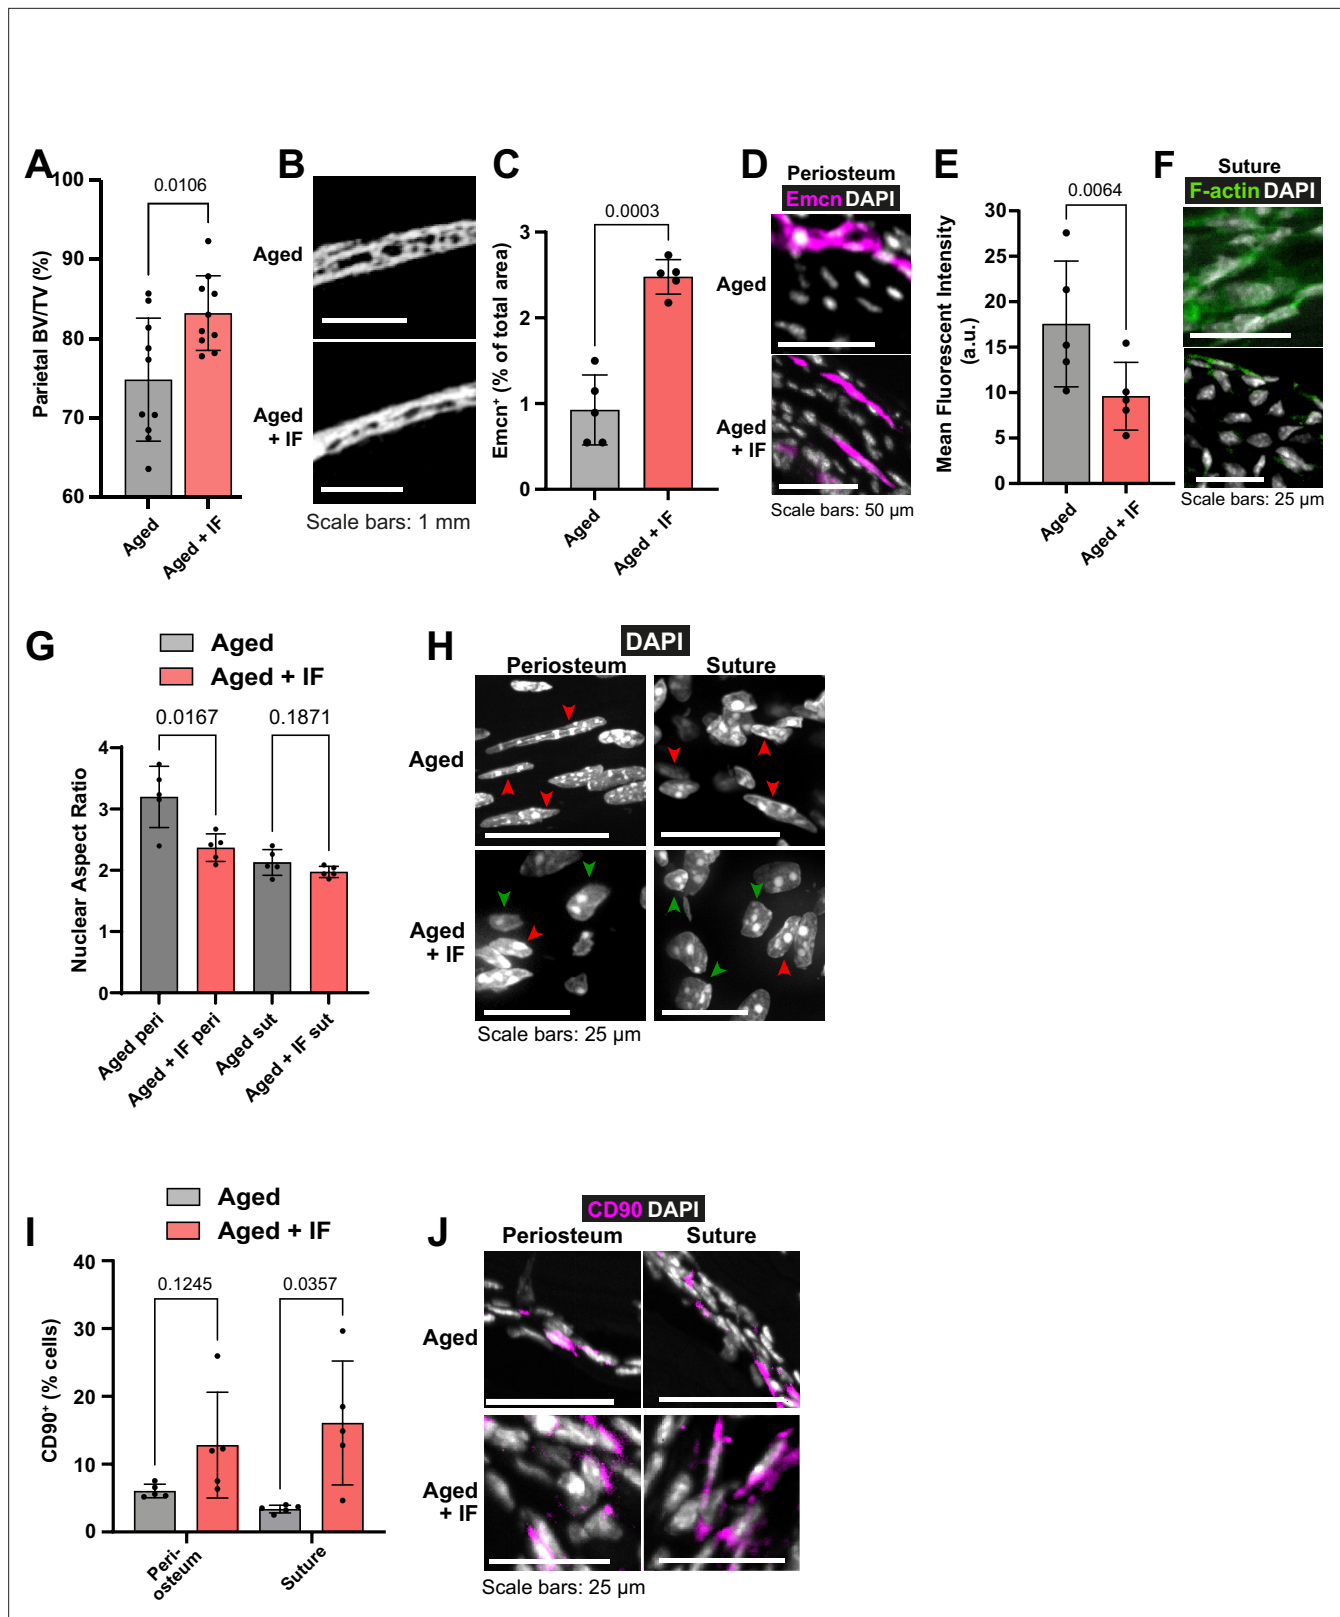 A
Parietal BV/TV (%)
100
90
80
70
60
0.0106
Aged
Aged + IF
B
Aged
Aged
+ IF
Scale bars: 1 mm
C
Emcn⁺ (% of total area)
3
2
1
0
0.0003
Aged
Aged + IF
D
Periosteum
Emcn DAPI
Aged
Aged
+ IF
Scale bars: 50 µm
E
Mean Fluorescent Intensity
(a.u.)
30
25
20
15
10
5
0
0.0064
Aged
Aged + IF
F
Suture
F-actin DAPI
Scale bars: 25 µm
G
Aged
Aged + IF
0.0167
0.1871
Nuclear Aspect Ratio
4
3
2
1
0
Aged peri
Aged + IF peri
Aged sut
Aged + IF sut
H
DAPI
Periosteum
Suture
Aged
Aged
+ IF
Scale bars: 25 µm
I
Aged
Aged + IF
CD90⁺ (% cells)
40
30
20
10
0
0.1245
0.0357
Peri-
osteum
Suture
J
CD90 DAPI
Periosteum
Suture
Aged
Aged
+ IF
Scale bars: 25 µm